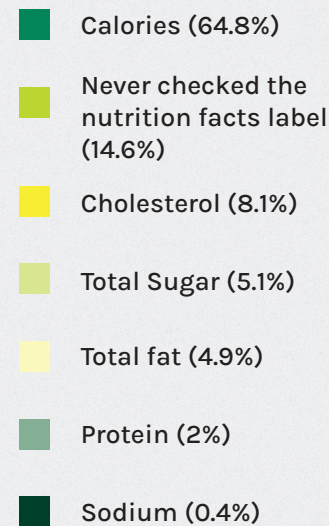 Calories (64.8%)
Never checked the
nutrition facts label
(14.6%)
Cholesterol (8.1%)
Total Sugar (5.1%)
Total fat (4.9%)
Protein (2%)
Sodium (0.4%)